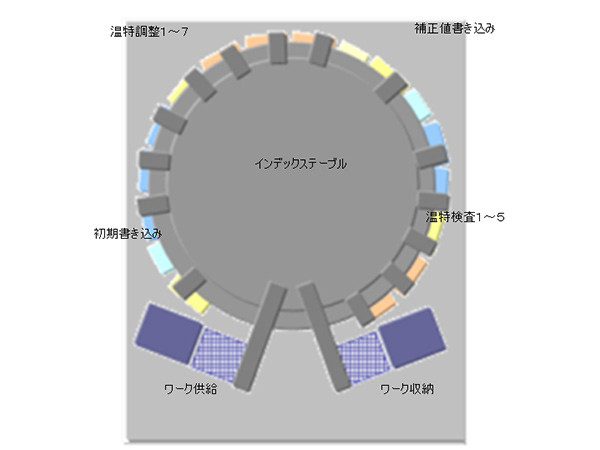 温特調整１～７
補正値書き込み
インデックステーブル
温特検査１～５
初期書き込み
ワーク供給
ワーク収納